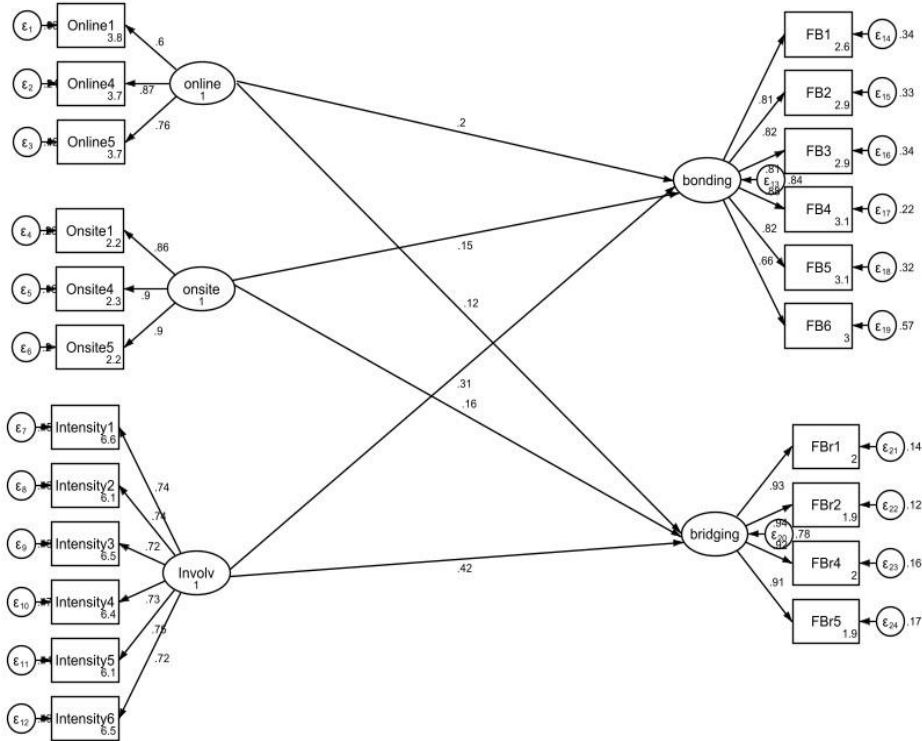 ε1
Online1
3.8
.6
ε2
Online4
3.7
.87
ε3
Online5
3.7
.76
online
1
ε4
Onsite1
2.2
.86
ε5
Onsite4
2.3
.9
ε6
Onsite5
2.2
.9
onsite
1
ε7
Intensity1
6.6
.74
ε8
Intensity2
6.1
.74
ε9
Intensity3
6.5
.72
ε10
Intensity4
6.4
.73
ε11
Intensity5
6.1
.75
ε12
Intensity6
6.5
.72
Involv
1
.2
.15
.12
.31
.16
.42
bonding
ε13
.84
FB1
2.6
ε14
.34
.81
FB2
2.9
ε15
.33
.82
FB3
2.9
ε16
.34
.81
FB4
3.1
ε17
.22
.88
FB5
3.1
ε18
.32
.82
FB6
3
ε19
.57
.66
bridging
ε20
.78
FBr1
2
ε21
.14
.93
FBr2
1.9
ε22
.12
.94
FBr4
2
ε23
.16
FBr5
1.9
ε24
.17
.91